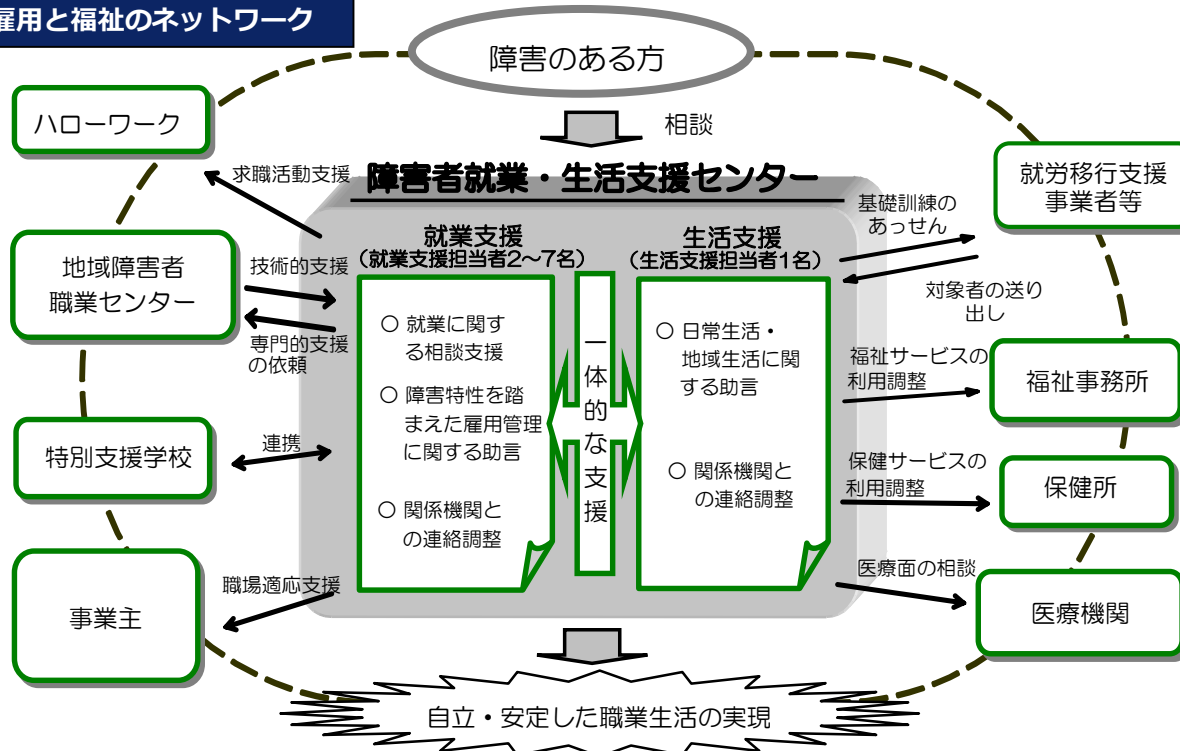 雇用と福祉のネットワーク
障害のある方
相談
障害者就業・生活支援センター
ハローワーク
求職活動支援
地域障害者
職業センター
技術的支援
専門的支援
の依頼
特別支援学校
連携
事業主
職場適応支援
就業支援
(就業支援担当者2～7名)
○ 就業に関す
る相談支援
○ 障害特性を踏
まえた雇用管理
に関する助言
○ 関係機関と
の連絡調整
一体的な支援
生活支援
(生活支援担当者1名)
○ 日常生活・
地域生活に関
する助言
○ 関係機関と
の連絡調整
基礎訓練の
あっせん
就労移行支援
事業者等
対象者の送り
出し
福祉サービスの
利用調整
福祉事務所
保健サービスの
利用調整
保健所
医療面の相談
医療機関
自立・安定した職業生活の実現